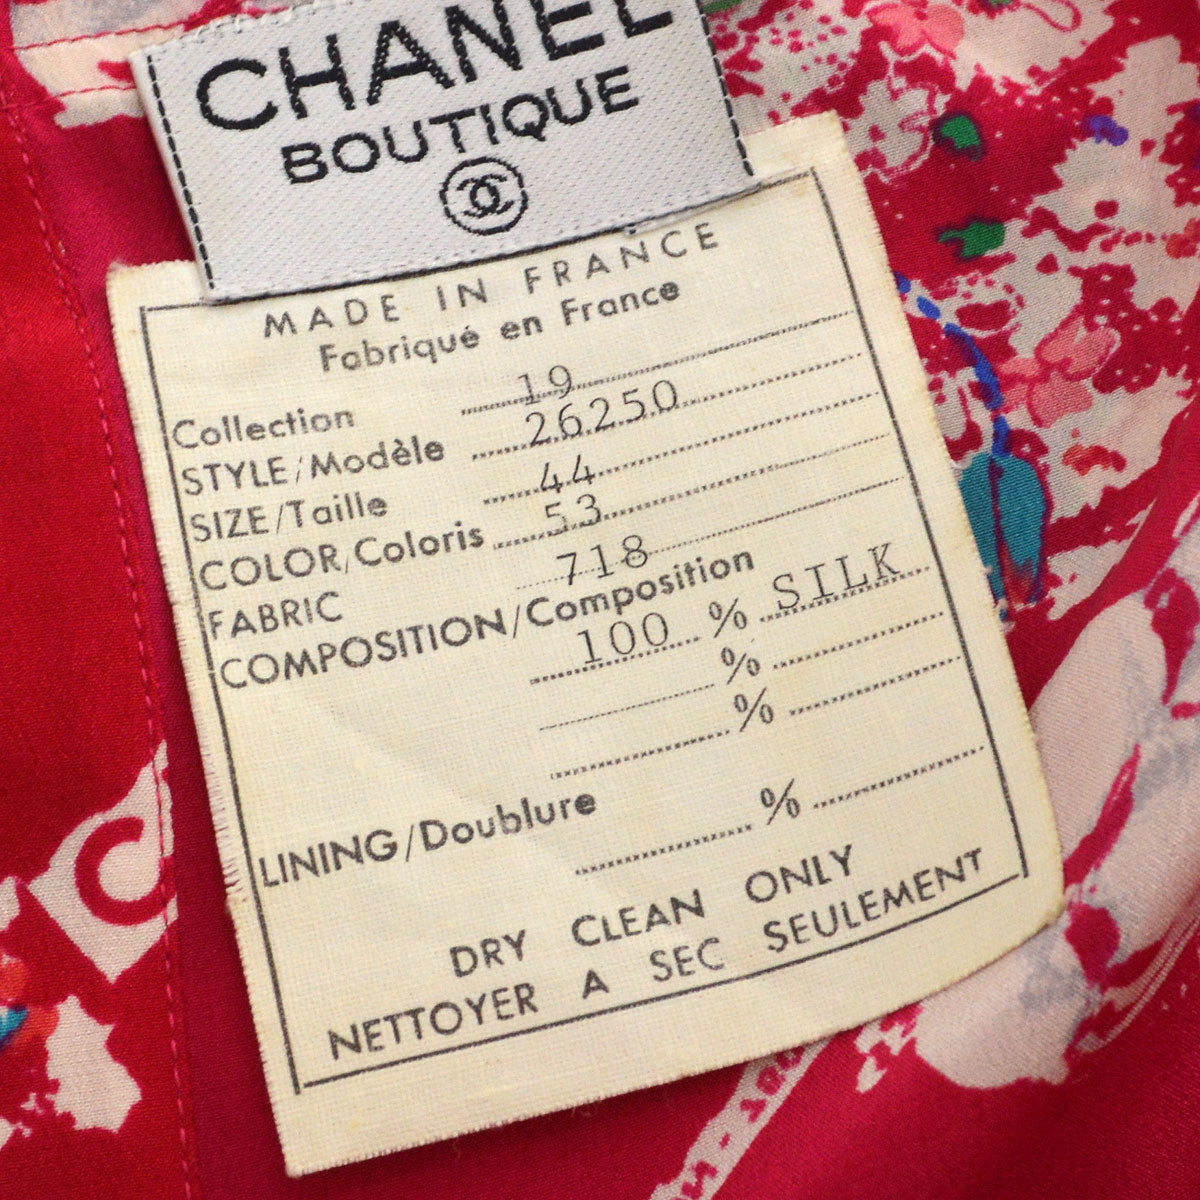 CHANEL
BOUTIQUE
MADE IN FRANCE
Fabriqué en France
Collection 19
STYLE/Modèle 26250
SIZE/Taille 44
COLOR/Coloris 53
FABRIC 718
COMPOSITION/Composition
100 % SILK
%
%
LINING/Doublure %
DRY CLEAN ONLY
NETTOYER A SEC SEULEMENT